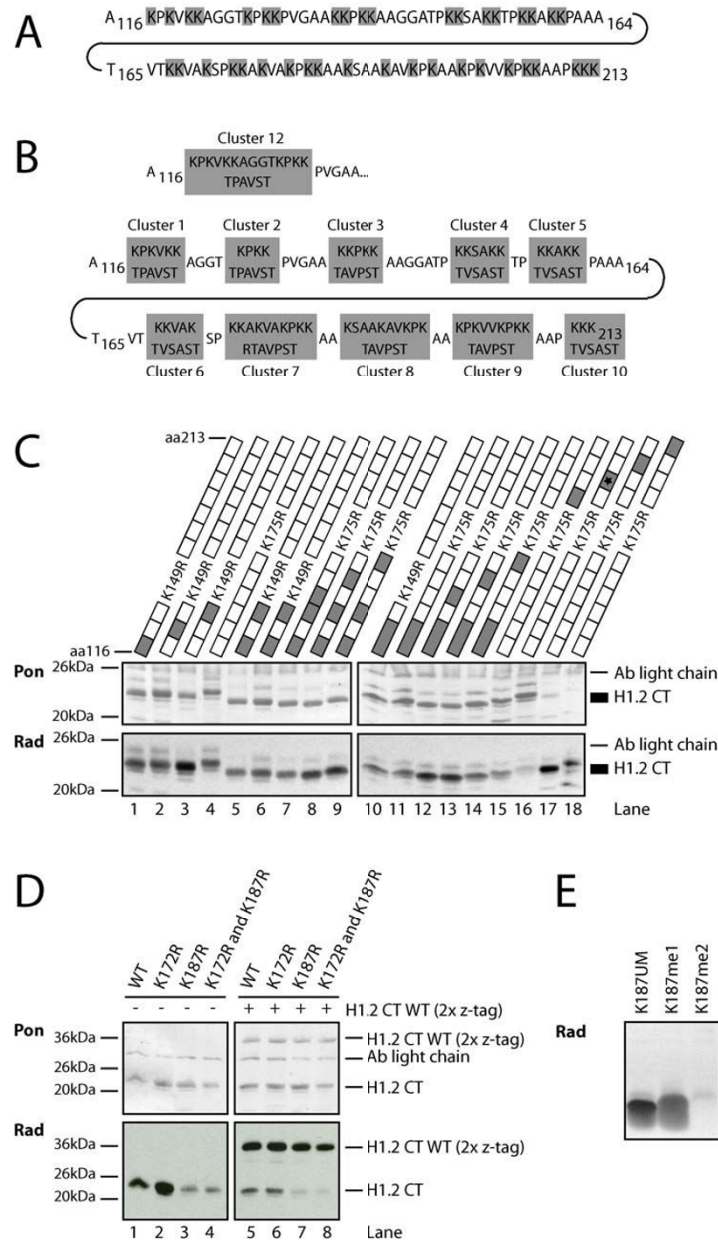 A
A 116 KPKVKKAGGTKPKKPVGAAKKPKKAAGGATPKKSAKKTPKKAKKPAAA 164
T 165 VTKKVAKSPKKAKVAKPKKAAKSAAKAVKPKAAKPKVVKPKKAAPKKK 213
B
Cluster 12
A 116 KPKVKKAGGTKPKK PVGAA...
TPAVST
Cluster 1 Cluster 2 Cluster 3 Cluster 4 Cluster 5
KPKVKK KPKK KKPKK KKSAKK KKAKK
A 116 AGGT PVGAA AAGGATP TP PAAA 164
TPAVST TPAVST TAVPST TVSAST TVSAST
KKVAK KKAKVAKPKK KSAAKAVKPK KPKVVKPKK KKK 213
T 165 VT SP AA AA AAP
TVSAST RTAVPST TAVPST TAVPST TVSAST
Cluster 6 Cluster 7 Cluster 8 Cluster 9 Cluster 10
C
aa213
K149R K149R K149R K149R K175R K175R K175R K175R K175R K149R K175R K175R K175R K175R K175R K175R K175R K175R
aa116
Pon 26kDa Ab light chain
H1.2 CT
20kDa
Rad 26kDa Ab light chain
H1.2 CT
20kDa
1 2 3 4 5 6 7 8 9 10 11 12 13 14 15 16 17 18 Lane
D
WT K172R K187R K172R and K187R WT K172R K187R K172R and K187R
- - - - + + + + H1.2 CT WT (2x z-tag)
Pon
36kDa H1.2 CT WT (2x z-tag)
26kDa Ab light chain
20kDa H1.2 CT
Rad
36kDa H1.2 CT WT (2x z-tag)
26kDa
20kDa H1.2 CT
1 2 3 4 5 6 7 8 Lane
E
K187UM K187me1 K187me2
Rad